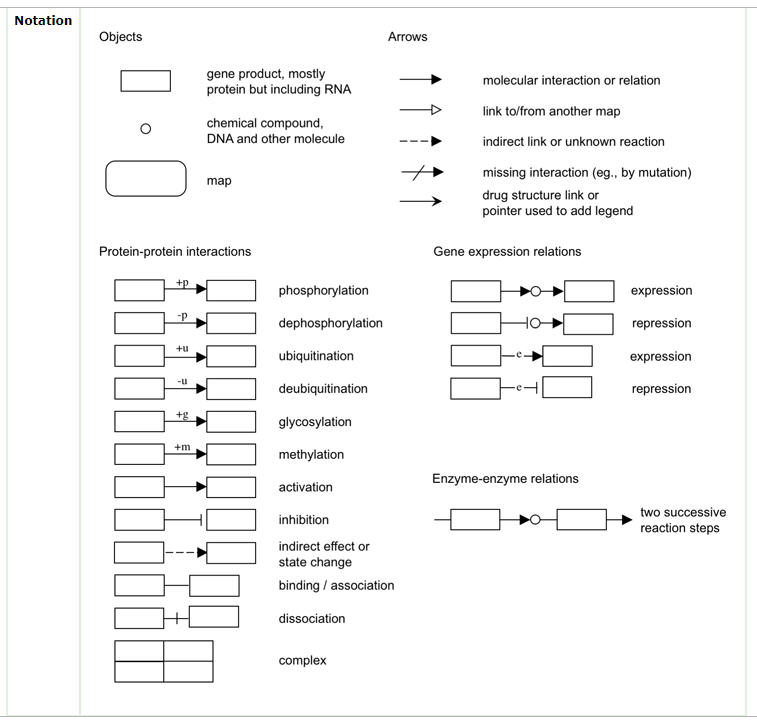 Notation
Objects
gene product, mostly
protein but including RNA
chemical compound,
DNA and other molecule
map
Arrows
molecular interaction or relation
link to/from another map
indirect link or unknown reaction
missing interaction (eg., by mutation)
drug structure link or
pointer used to add legend
Protein-protein interactions
+p phosphorylation
-p dephosphorylation
+u ubiquitination
-u deubiquitination
+g glycosylation
+m methylation
activation
inhibition
indirect effect or
state change
binding / association
dissociation
complex
Gene expression relations
expression
repression
e expression
e repression
Enzyme-enzyme relations
two successive
reaction steps